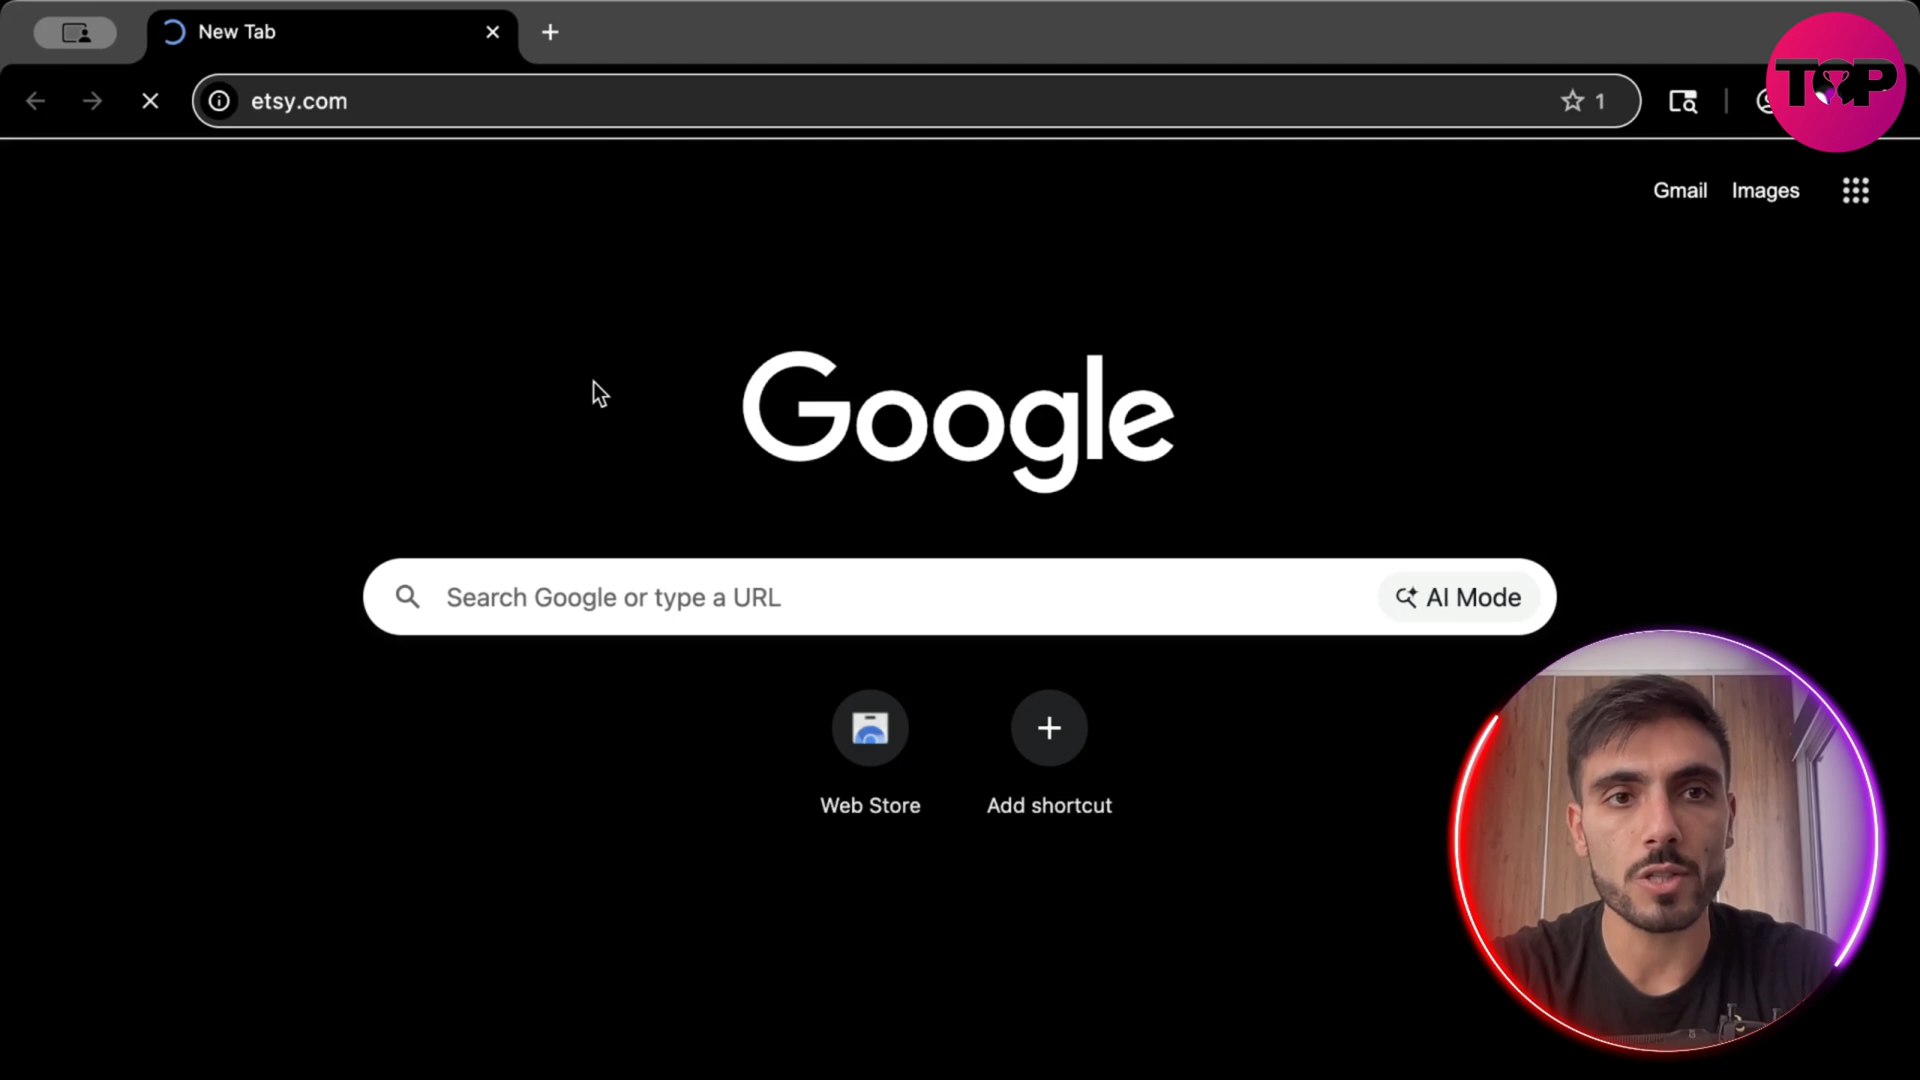 New Tab
etsy.com
1
TOP
Gmail Images
Google
Search Google or type a URL
AI Mode
Web Store
Add shortcut